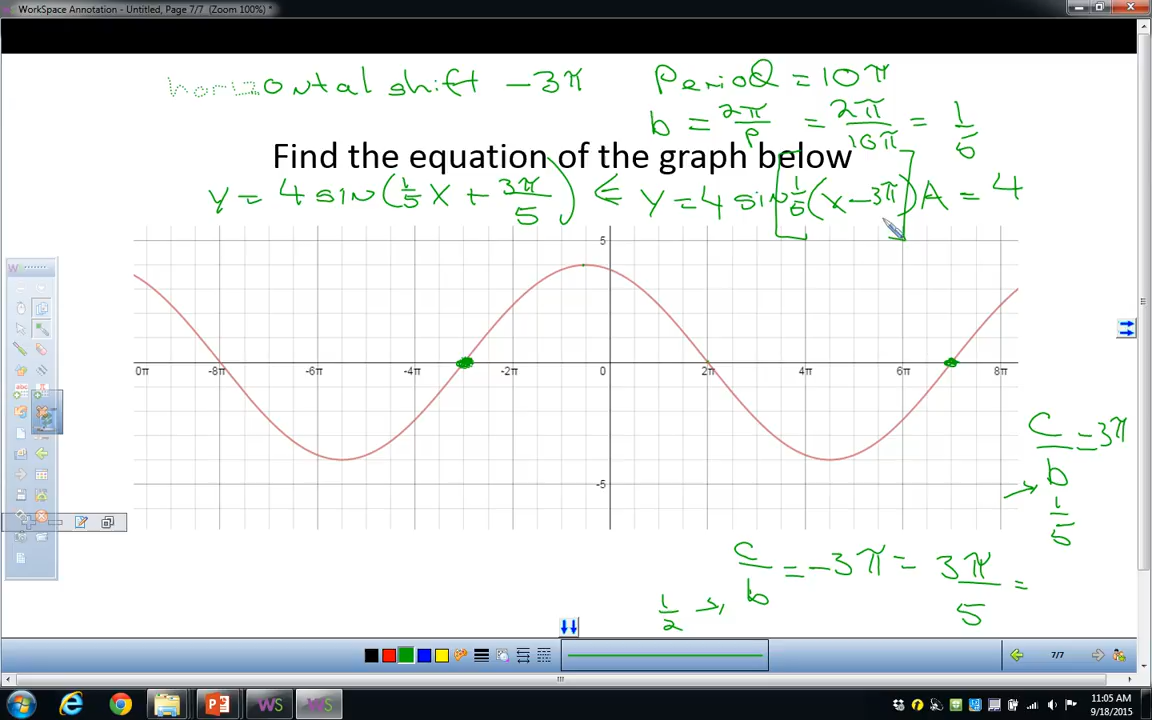 WorkSpace Annotation - Untitled, Page 7/7 (Zoom 100%) *
horizontal shift -3π
Period = 10π
b = 2π/P = 2π/10π = 1/5
Find the equation of the graph below
y = 4 sin(1/5 x + 3π/5) ⇐ y = 4 sin[1/5(x - -3π)] A = 4
5
0π -8π -6π -4π -2π 0 2π 4π 6π 8π
-5
c/b = -3π
→
1/5
c/b = -3π = 3π/5 =
1/2 →
7/7
11:05 AM
9/18/2015